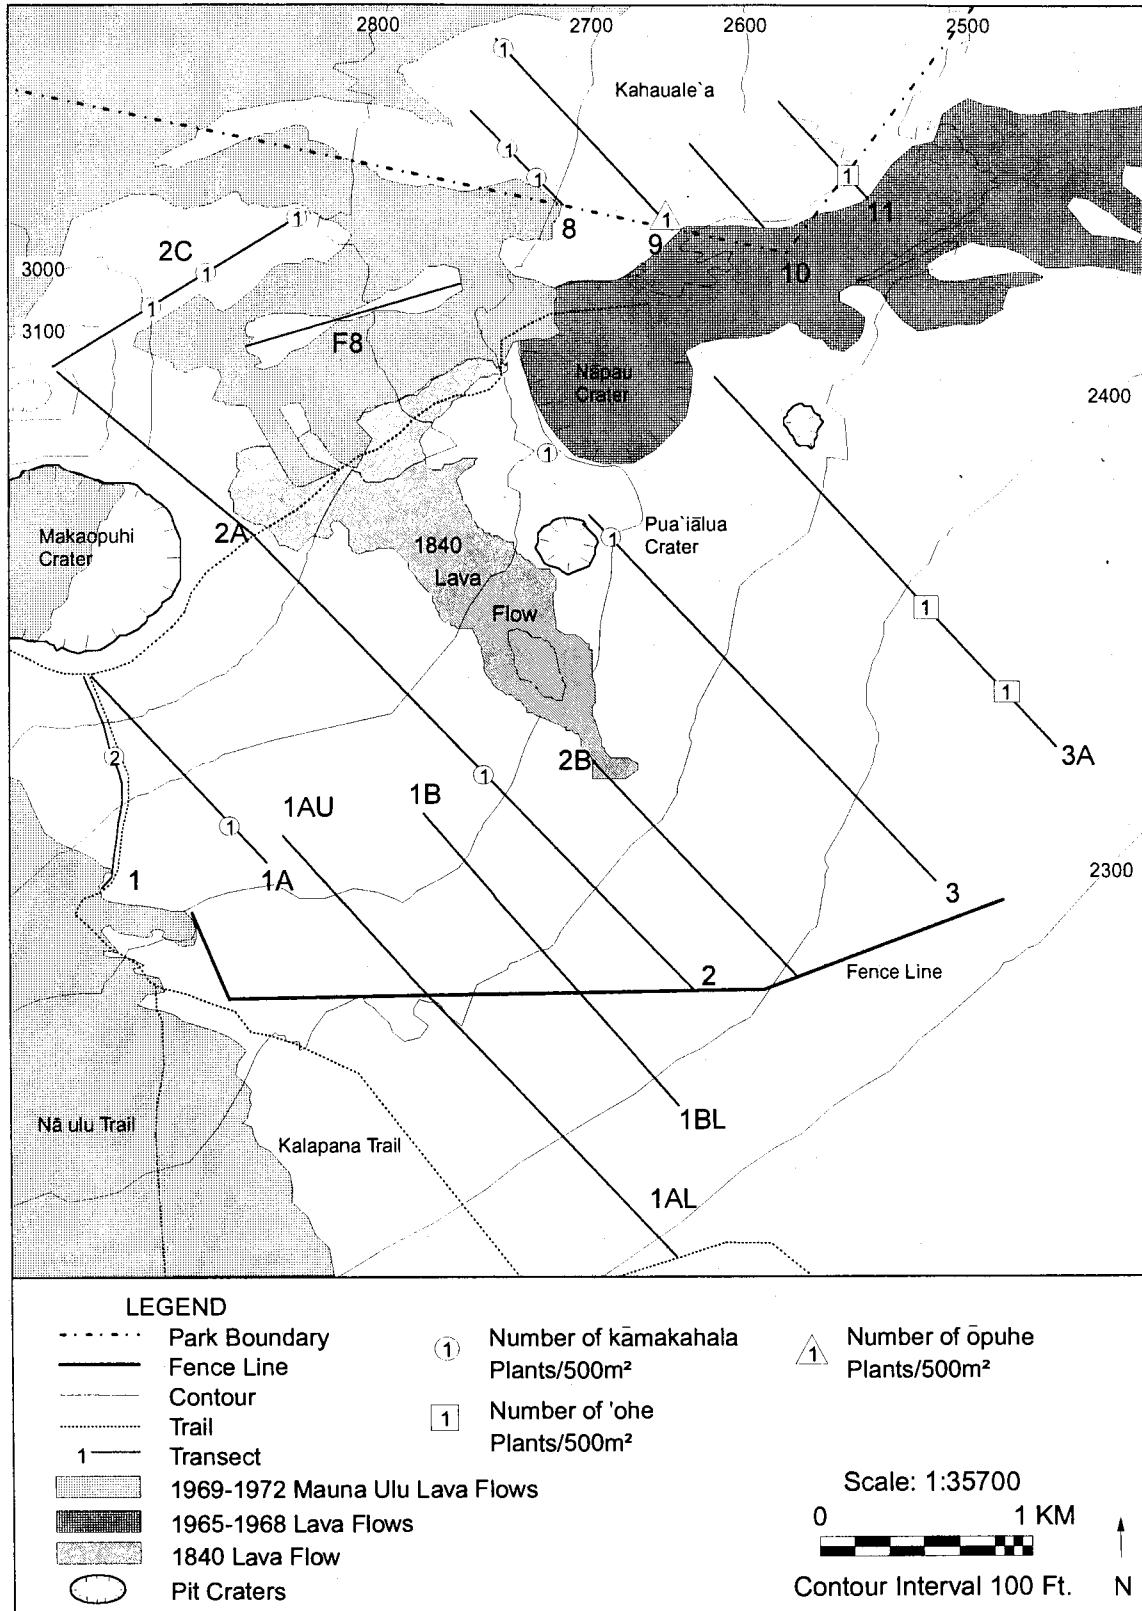 2800 2700 2600 2500
1
Kahauale`a
1
1
1
8
1
9
10
11
1
2C
1
1
3000
3100
F8
Nāpau
Crater
2400
1
Makaopuhi
Crater
2A
1840
Lava
Flow
1
Pua`iālua
Crater
1
1
3A
2
2B
1
1B
1AU
1
1
1A
2300
3
2
Fence Line
Nā ulu Trail
Kalapana Trail
1BL
1AL
LEGEND
Park Boundary
Fence Line
Contour
Trail
1 Transect
1969-1972 Mauna Ulu Lava Flows
1965-1968 Lava Flows
1840 Lava Flow
Pit Craters
1 Number of kāmakahala
Plants/500m²
1 Number of 'ohe
Plants/500m²
1 Number of ōpuhe
Plants/500m²
Scale: 1:35700
0 1 KM
Contour Interval 100 Ft.
N